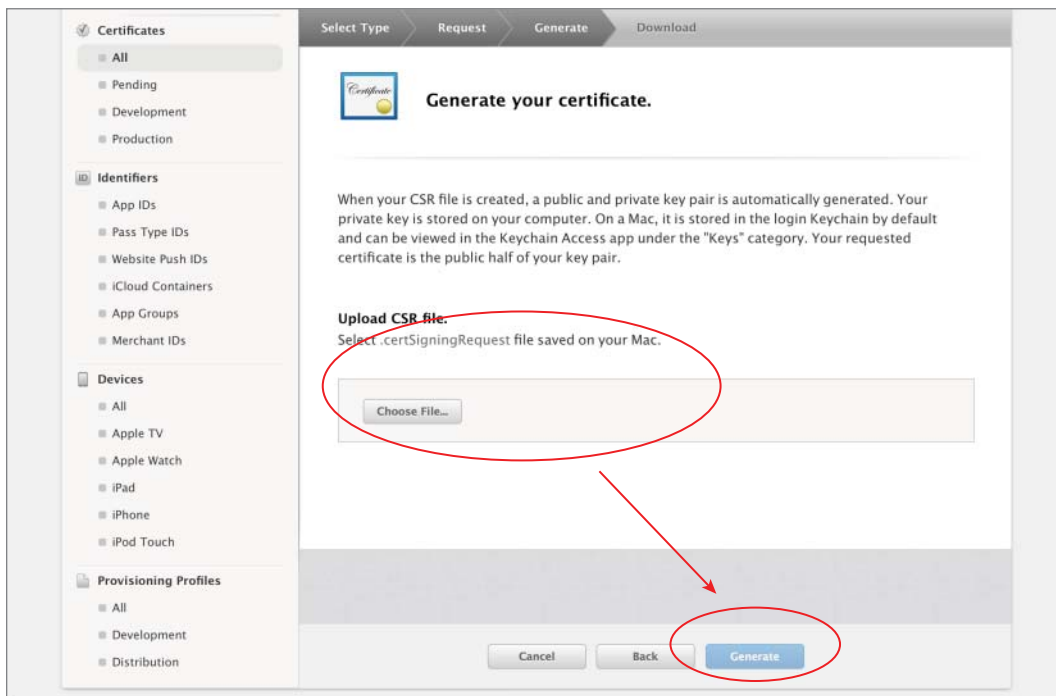 Certificates
All
Pending
Development
Production
ID Identifiers
App IDs
Pass Type IDs
Website Push IDs
iCloud Containers
App Groups
Merchant IDs
Devices
All
Apple TV
Apple Watch
iPad
iPhone
iPod Touch
Provisioning Profiles
All
Development
Distribution
Select Type Request Generate Download
Certificate
Generate your certificate.
When your CSR file is created, a public and private key pair is automatically generated. Your
private key is stored on your computer. On a Mac, it is stored in the login Keychain by default
and can be viewed in the Keychain Access app under the "Keys" category. Your requested
certificate is the public half of your key pair.
Upload CSR file.
Select .certSigningRequest file saved on your Mac.
Choose File...
Cancel Back Generate